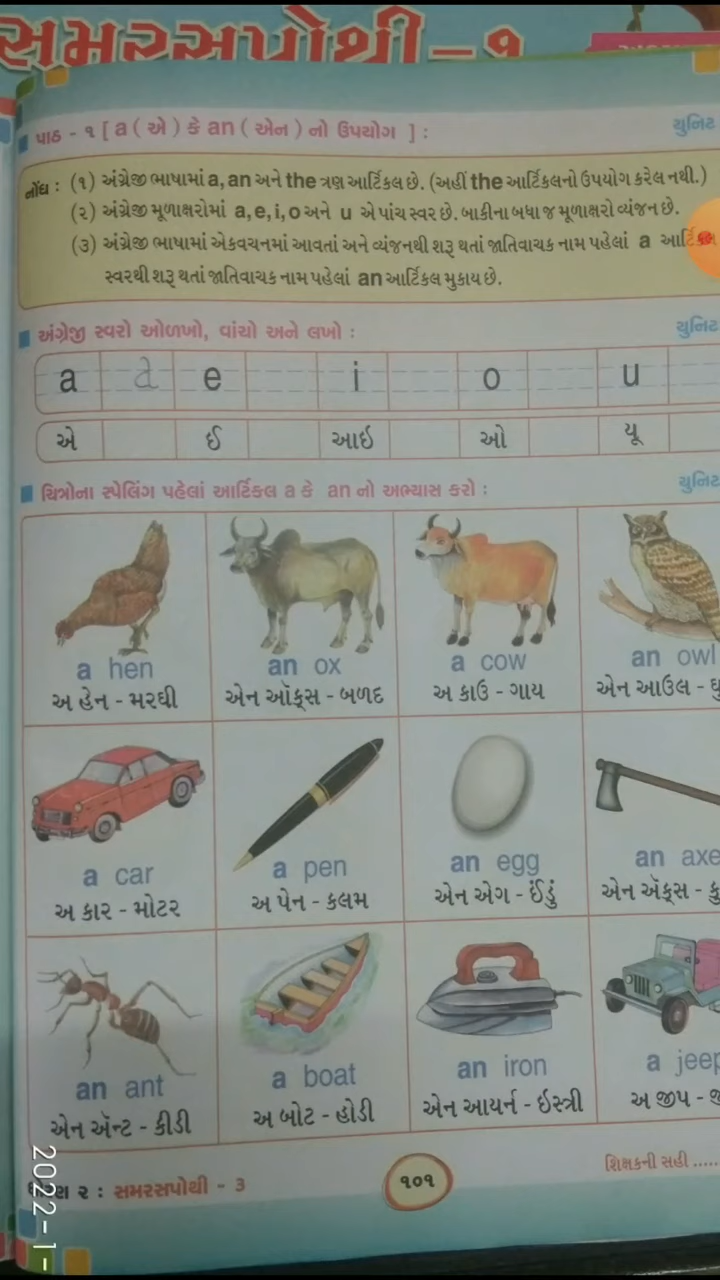 સમરસપોથી-૧
પાઠ - ૧ [ a ( એ ) કે an ( એન ) નો ઉપયોગ ] :
યુનિટ
નોંધ : (૧) અંગ્રેજી ભાષામાં a, an અને the ત્રણ આર્ટિકલ છે. (અહીં the આર્ટિકલનો ઉપયોગ કરેલ નથી.)
(૨) અંગ્રેજી મૂળાક્ષરોમાં a, e, i, o અને u એ પાંચ સ્વર છે. બાકીના બધા જ મૂળાક્ષરો વ્યંજન છે.
(૩) અંગ્રેજી ભાષામાં એકવચનમાં આવતાં અને વ્યંજનથી શરૂ થતાં જાતિવાચક નામ પહેલાં a
સ્વરથી શરૂ થતાં જાતિવાચક નામ પહેલાં an આર્ટિકલ મુકાય છે.
અંગ્રેજી સ્વરો ઓળખો, વાંચો અને લખો :
યુનિટ
a a e i o u
એ ઈ આઇ ઓ યૂ
ચિત્રોના સ્પેલિંગ પહેલાં આર્ટિકલ a કે an નો અભ્યાસ કરો :
યુનિટ
a hen an ox a cow an owl
અ હેન - મરઘી એન ઑક્સ - બળદ અ કાઉ - ગાય એન આઉલ -
a car a pen an egg an axe
અ કાર - મોટર અ પેન - કલમ એન એગ - ઈંડું એન ઍક્સ -
an ant a boat an iron a jeep
એન ઍન્ટ - કીડી અ બોટ - હોડી એન આયર્ન - ઇસ્ત્રી અ જીપ -
શિક્ષકની સહી ......
૨ : સમરસપોથી - 3
૧૦૧
2022-1-